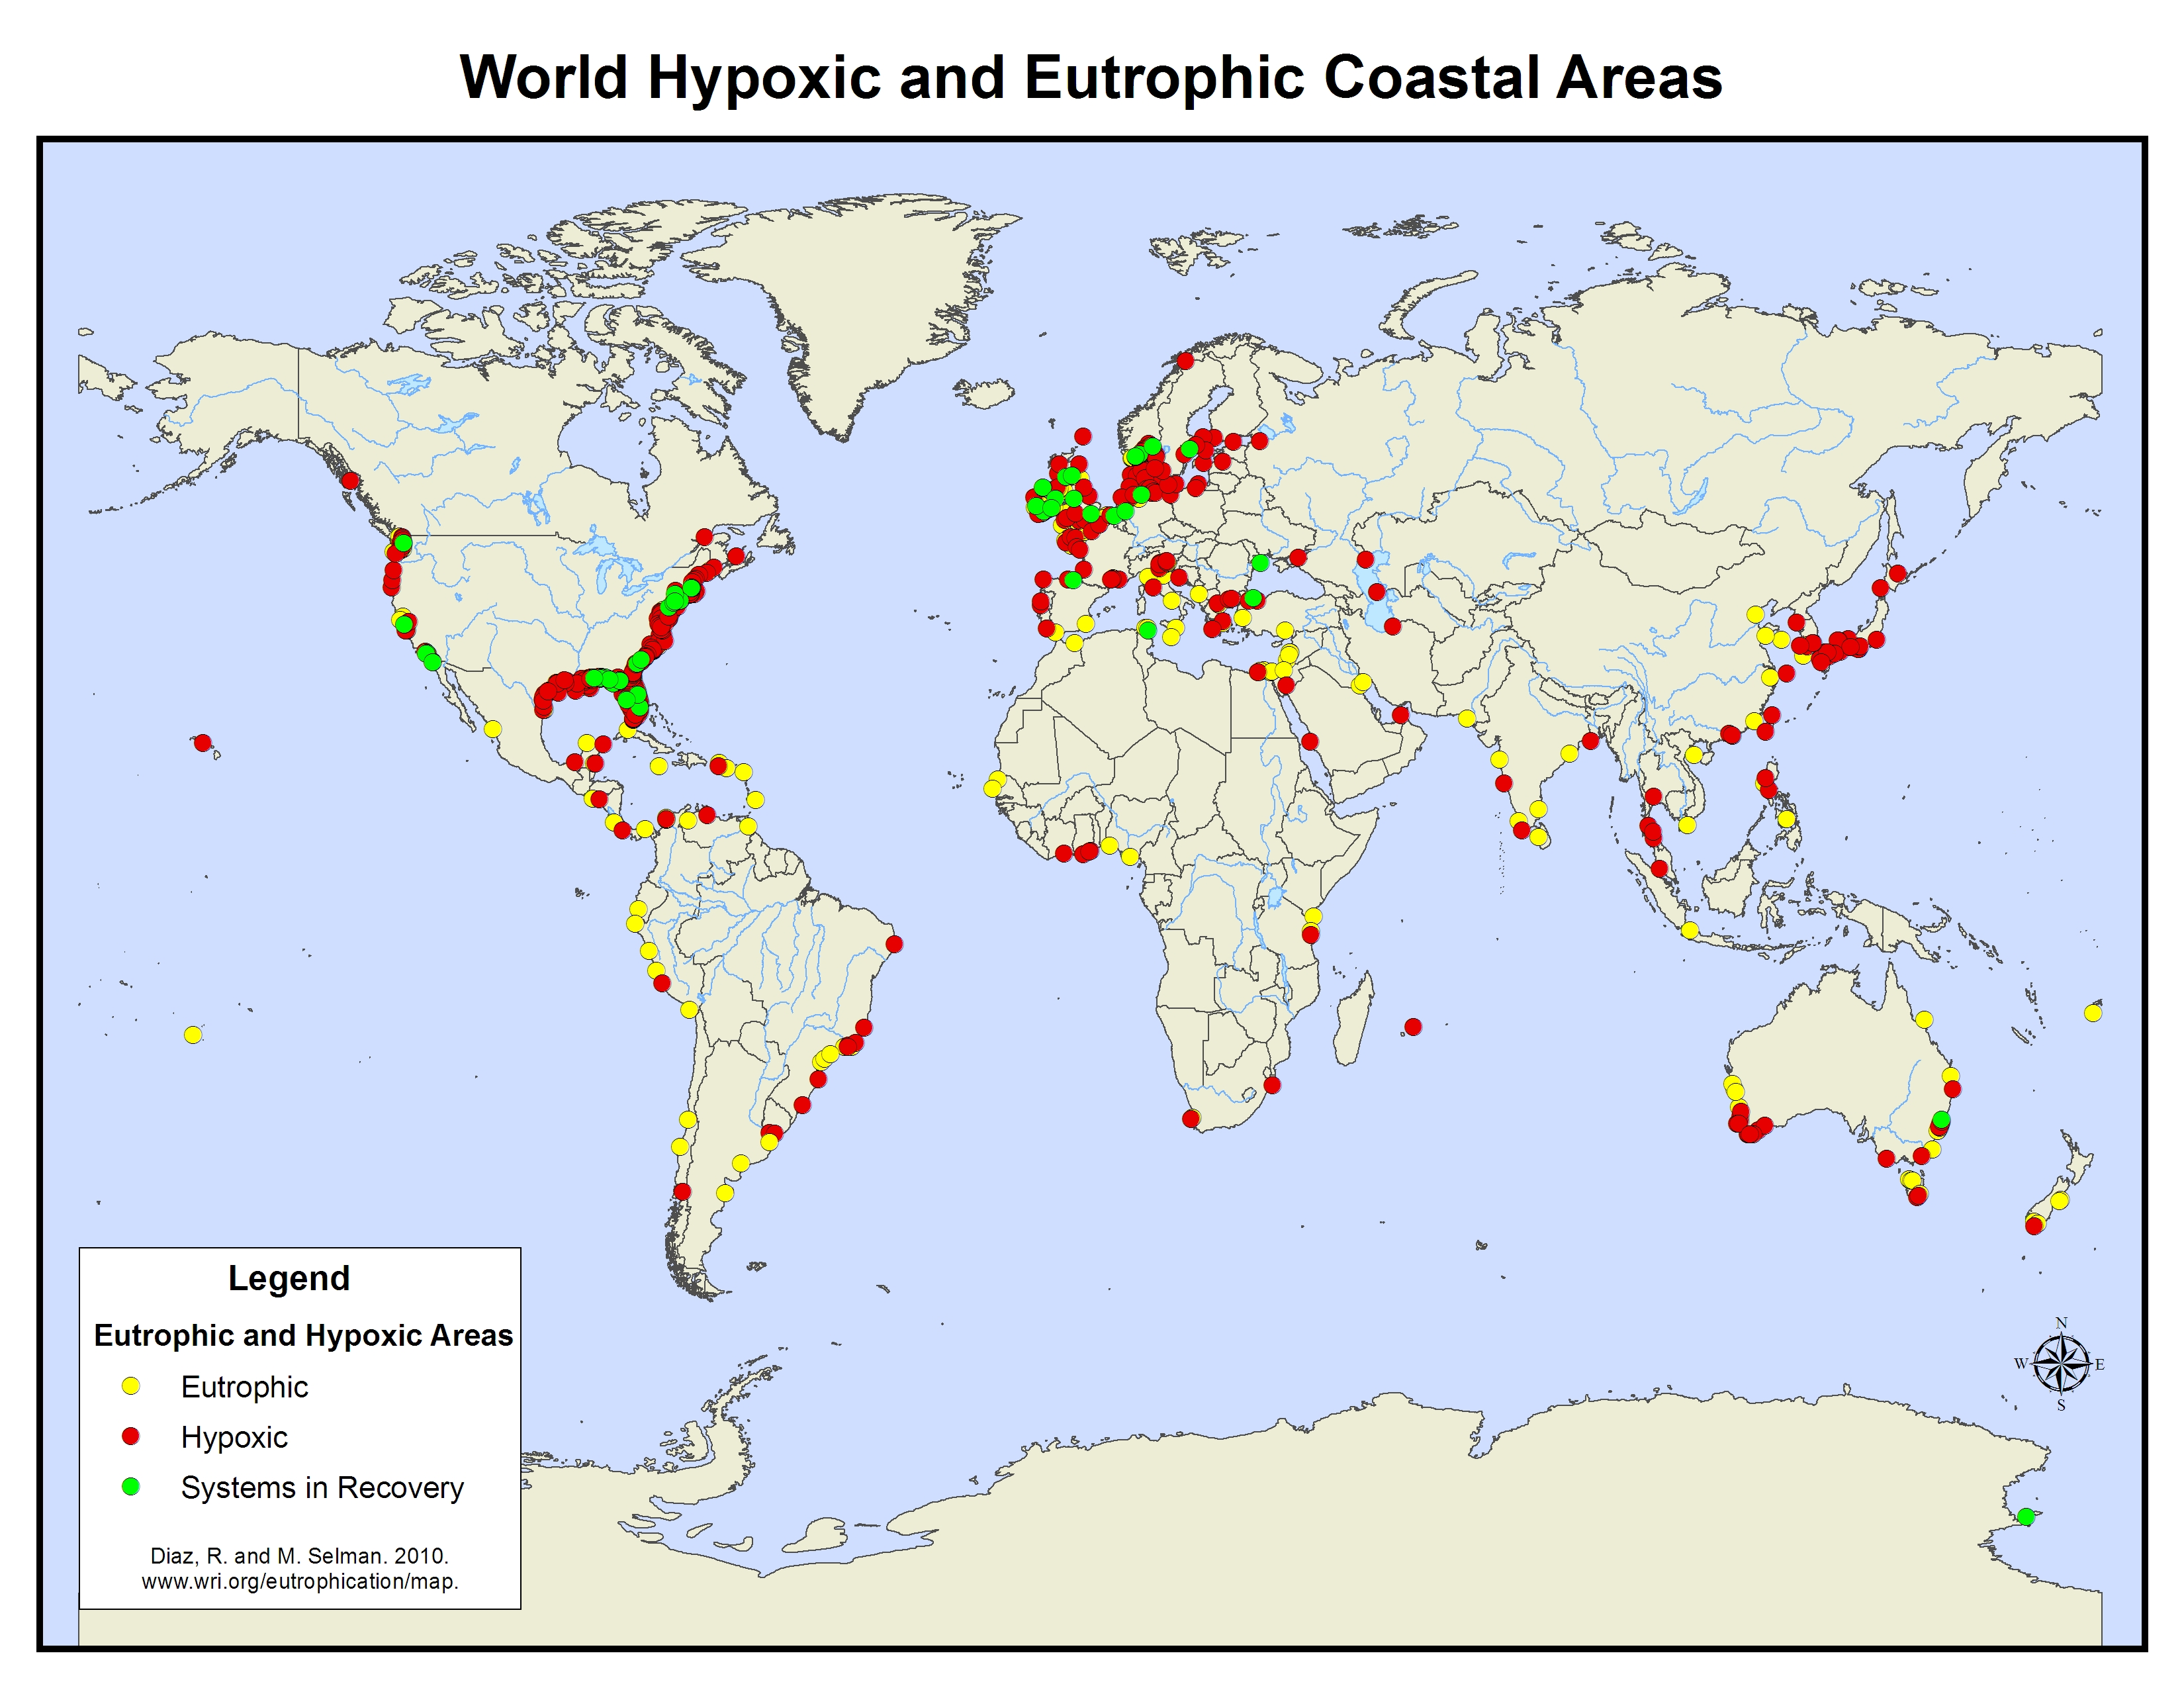 World Hypoxic and Eutrophic Coastal Areas
Legend
Eutrophic and Hypoxic Areas
Eutrophic
Hypoxic
Systems in Recovery
Diaz, R. and M. Selman. 2010.
www.wri.org/eutrophication/map.
N
W E
S